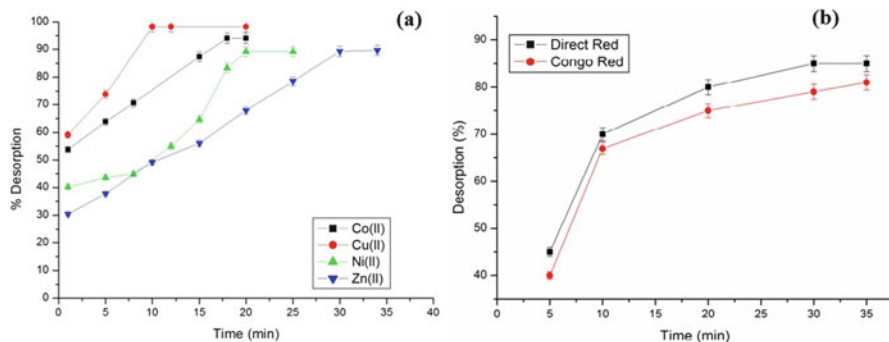 (a)
% Desorption
100
90
80
70
60
50
40
30
20
10
0
Co(II)
Cu(II)
Ni(II)
Zn(II)
0 5 10 15 20 25 30 35 40
Time (min)
(b)
Direct Red
Congo Red
Desorption (%)
90
80
70
60
50
40
0 5 10 15 20 25 30 35
Time (min)